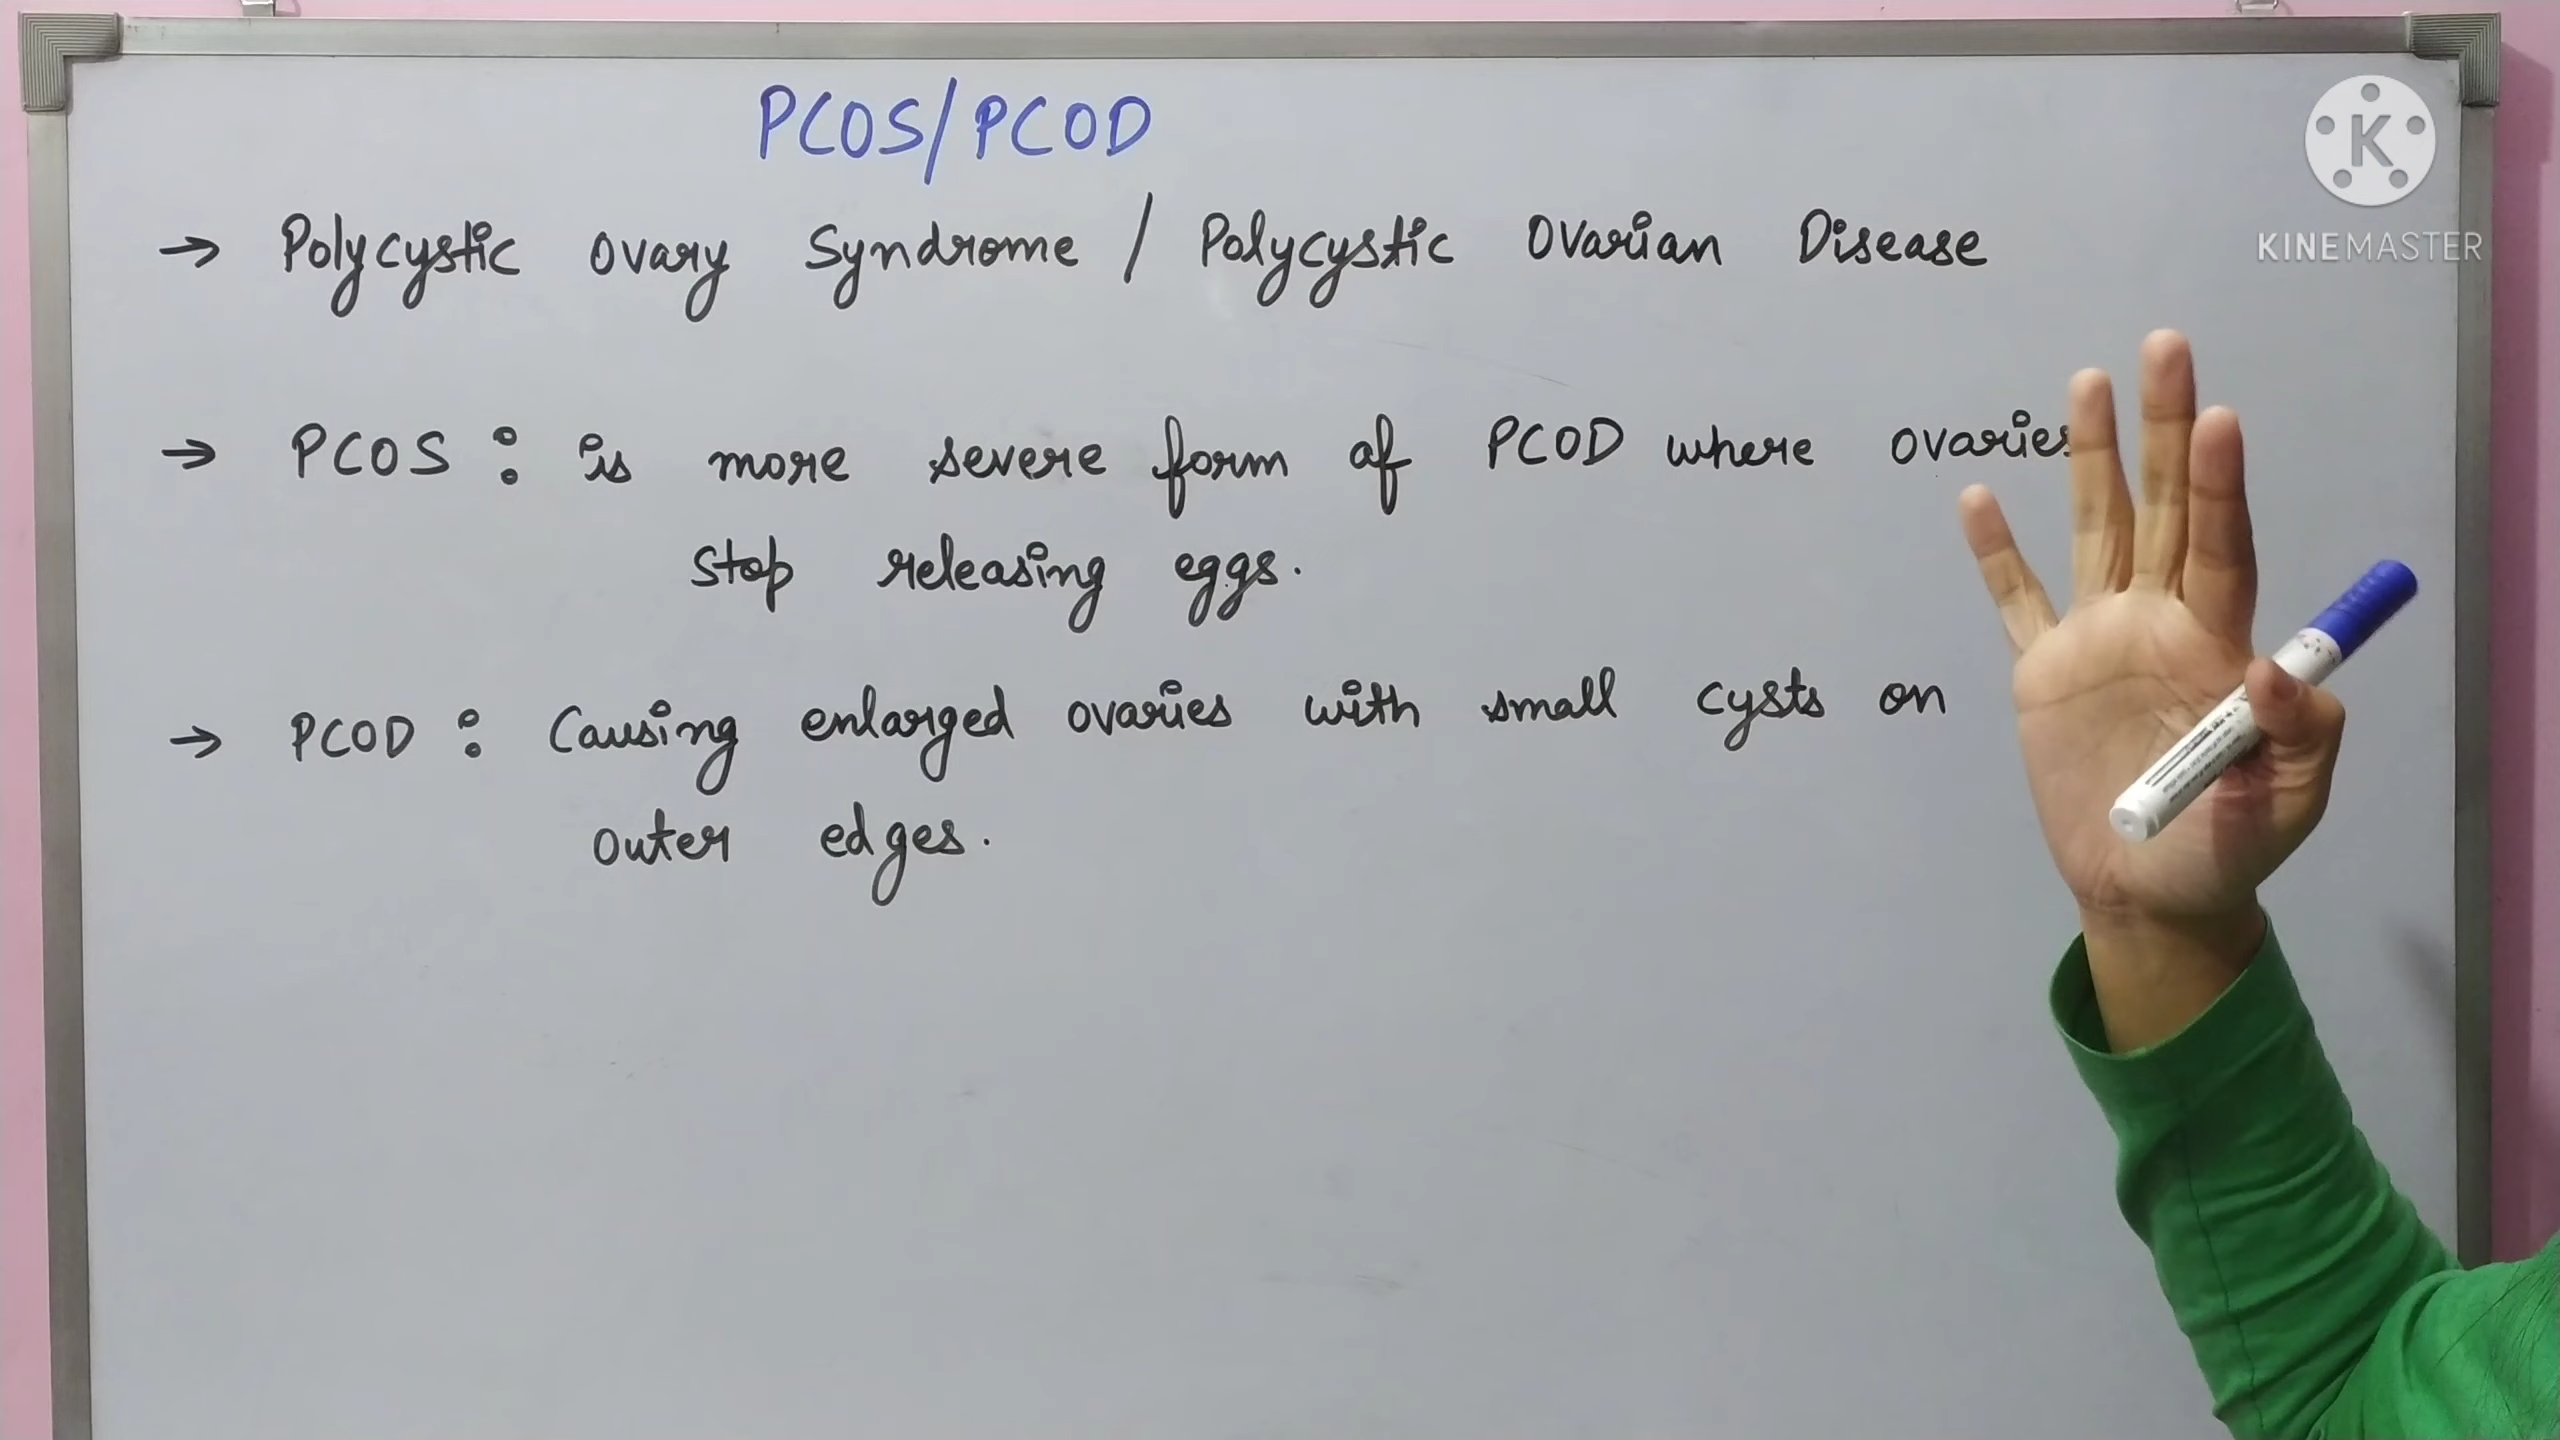 PCOS/PCOD
→ Polycystic ovary Syndrome / Polycystic Ovarian Disease
→ PCOS : is more severe form of PCOD where ovaries
stop releasing eggs.
→ PCOD : Causing enlarged ovaries with small cysts on
outer edges.
K
KINEMASTER